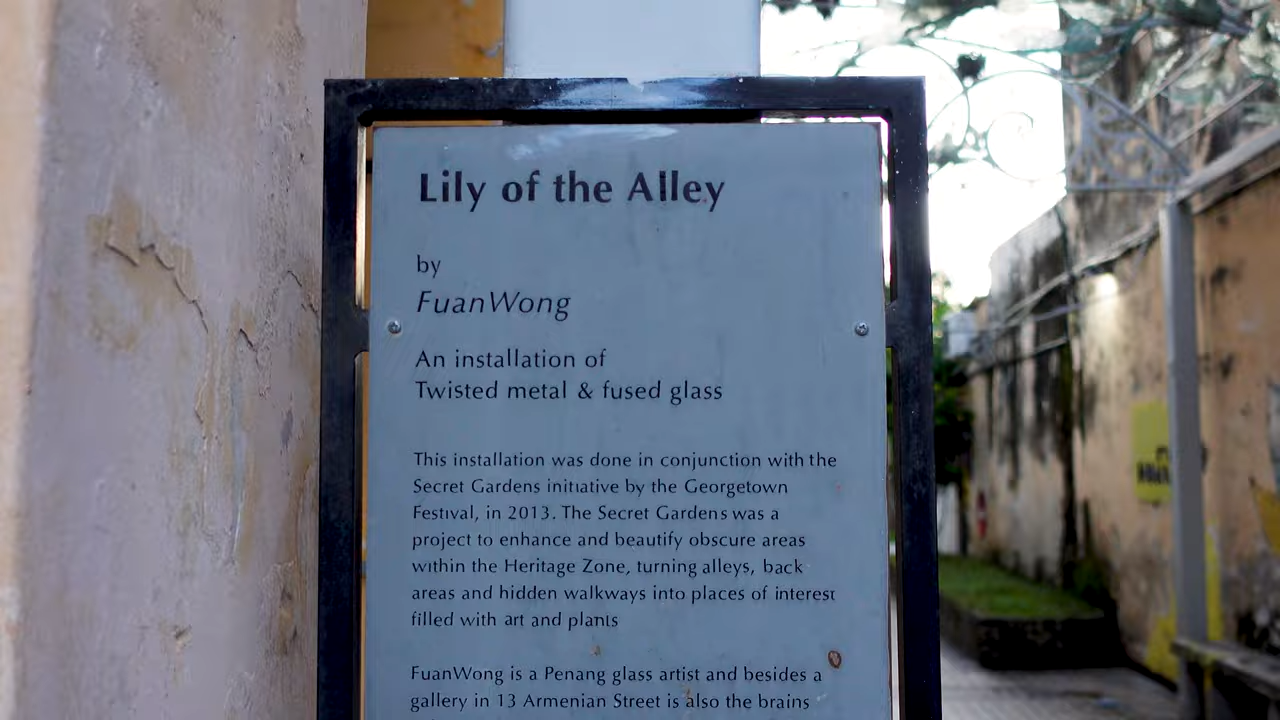 Lily of the Alley
by
FuanWong
An installation of
Twisted metal & fused glass
This installation was done in conjunction with the
Secret Gardens initiative by the Georgetown
Festival, in 2013. The Secret Gardens was a
project to enhance and beautify obscure areas
within the Heritage Zone, turning alleys, back
areas and hidden walkways into places of interest
filled with art and plants
FuanWong is a Penang glass artist and besides a
gallery in 13 Armenian Street is also the brains